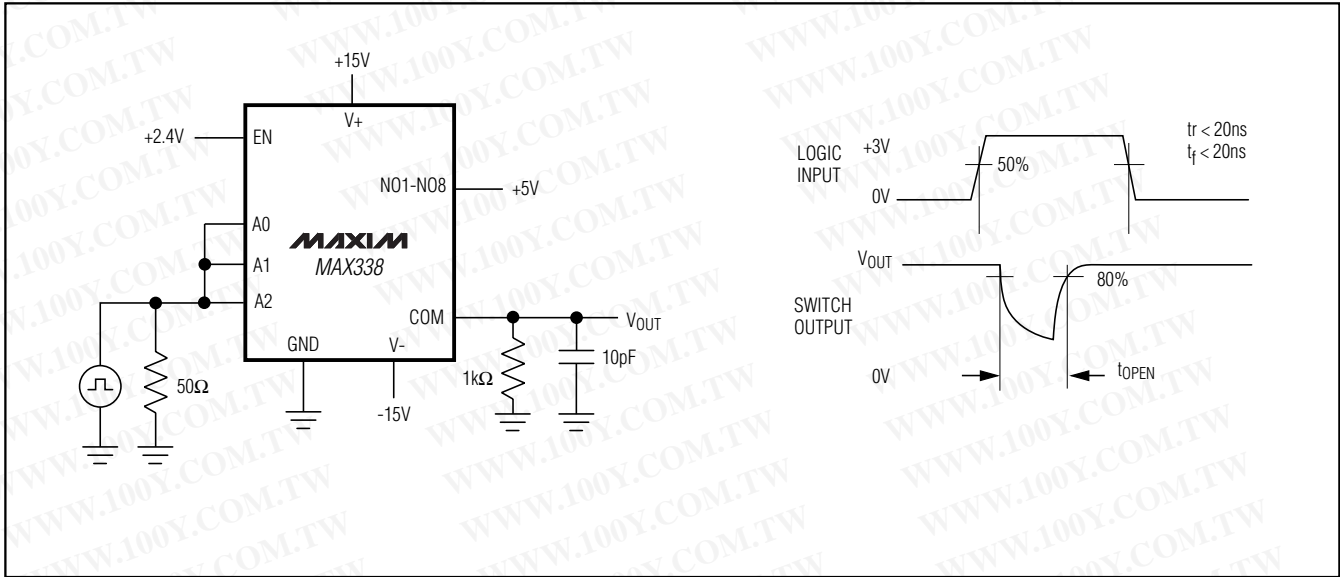 +15V
V+
+2.4V
EN
NO1-NO8
+5V
A0
A1
A2
MAXIM
MAX338
COM
VOUT
GND
V-
-15V
50Ω
1kΩ
10pF
LOGIC
INPUT
+3V
50%
0V
tr < 20ns
tf < 20ns
VOUT
80%
SWITCH
OUTPUT
0V
tOPEN
WWW.100Y.COM.TW